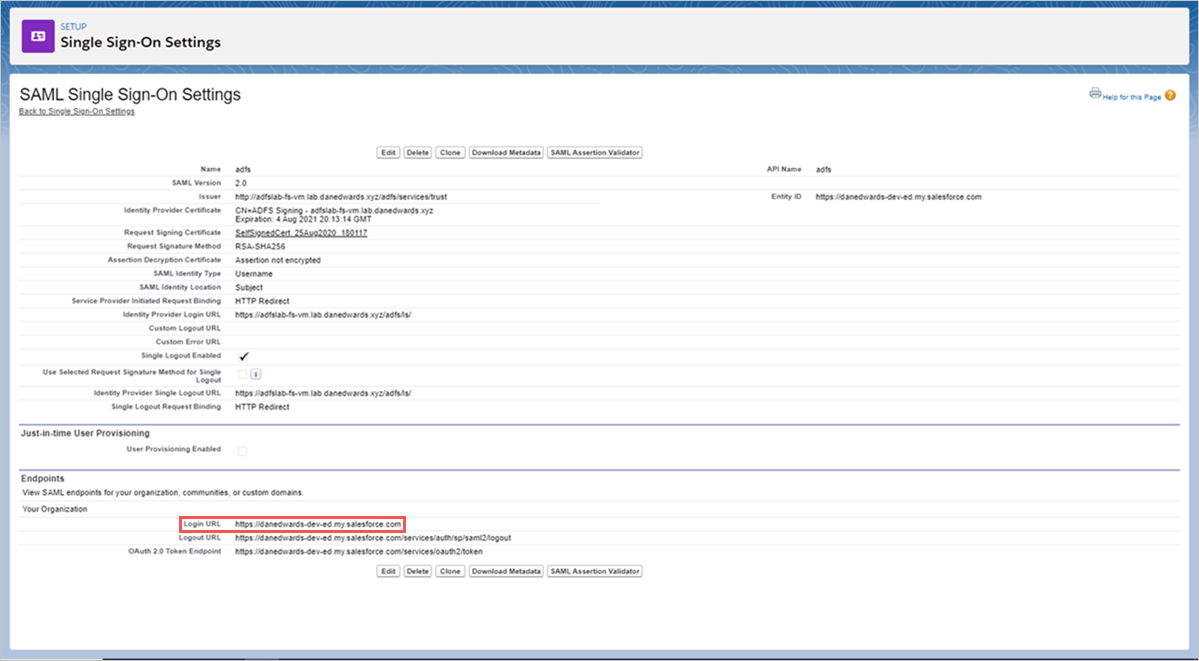 SETUP
Single Sign-On Settings
SAML Single Sign-On Settings
Help for this Page ?
Back to Single Sign-On Settings
Edit Delete Clone Download Metadata SAML Assertion Validator
Name adfs API Name adfs
SAML Version 2.0
Issuer http://adfslab-fs-vm.lab.danedwards.xyz/adfs/services/trust Entity ID https://danedwards-dev-ed.my.salesforce.com
Identity Provider Certificate CN=ADFS Signing - adfslab-fs-vm.lab.danedwards.xyz
Expiration: 4 Aug 2021 20:13:14 GMT
Request Signing Certificate SelfSignedCert_25Aug2020_180117
Request Signature Method RSA-SHA256
Assertion Decryption Certificate Assertion not encrypted
SAML Identity Type Username
SAML Identity Location Subject
Service Provider Initiated Request Binding HTTP Redirect
Identity Provider Login URL https://adfslab-fs-vm.lab.danedwards.xyz/adfs/ls/
Custom Logout URL
Custom Error URL
Single Logout Enabled
Use Selected Request Signature Method for Single
Logout i
Identity Provider Single Logout URL https://adfslab-fs-vm.lab.danedwards.xyz/adfs/ls/
Single Logout Request Binding HTTP Redirect
Just-in-time User Provisioning
User Provisioning Enabled
Endpoints
View SAML endpoints for your organization, communities, or custom domains.
Your Organization
Login URL https://danedwards-dev-ed.my.salesforce.com
Logout URL https://danedwards-dev-ed.my.salesforce.com/services/auth/sp/saml2/logout
OAuth 2.0 Token Endpoint https://danedwards-dev-ed.my.salesforce.com/services/oauth2/token
Edit Delete Clone Download Metadata SAML Assertion Validator